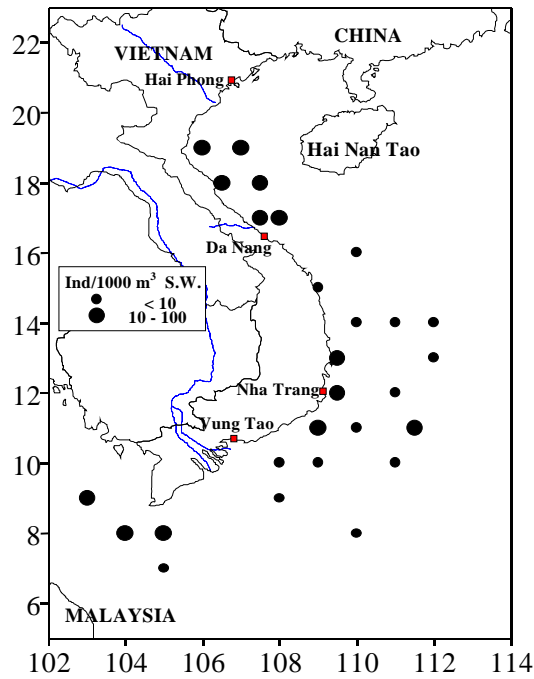 CHINA
VIETNAM
Hai Phong
Hai Nan Tao
Da Nang
Ind/1000 m³ S.W.
< 10
10 - 100
Nha Trang
Vung Tao
MALAYSIA
22
20
18
16
14
12
10
8
6
102 104 106 108 110 112 114